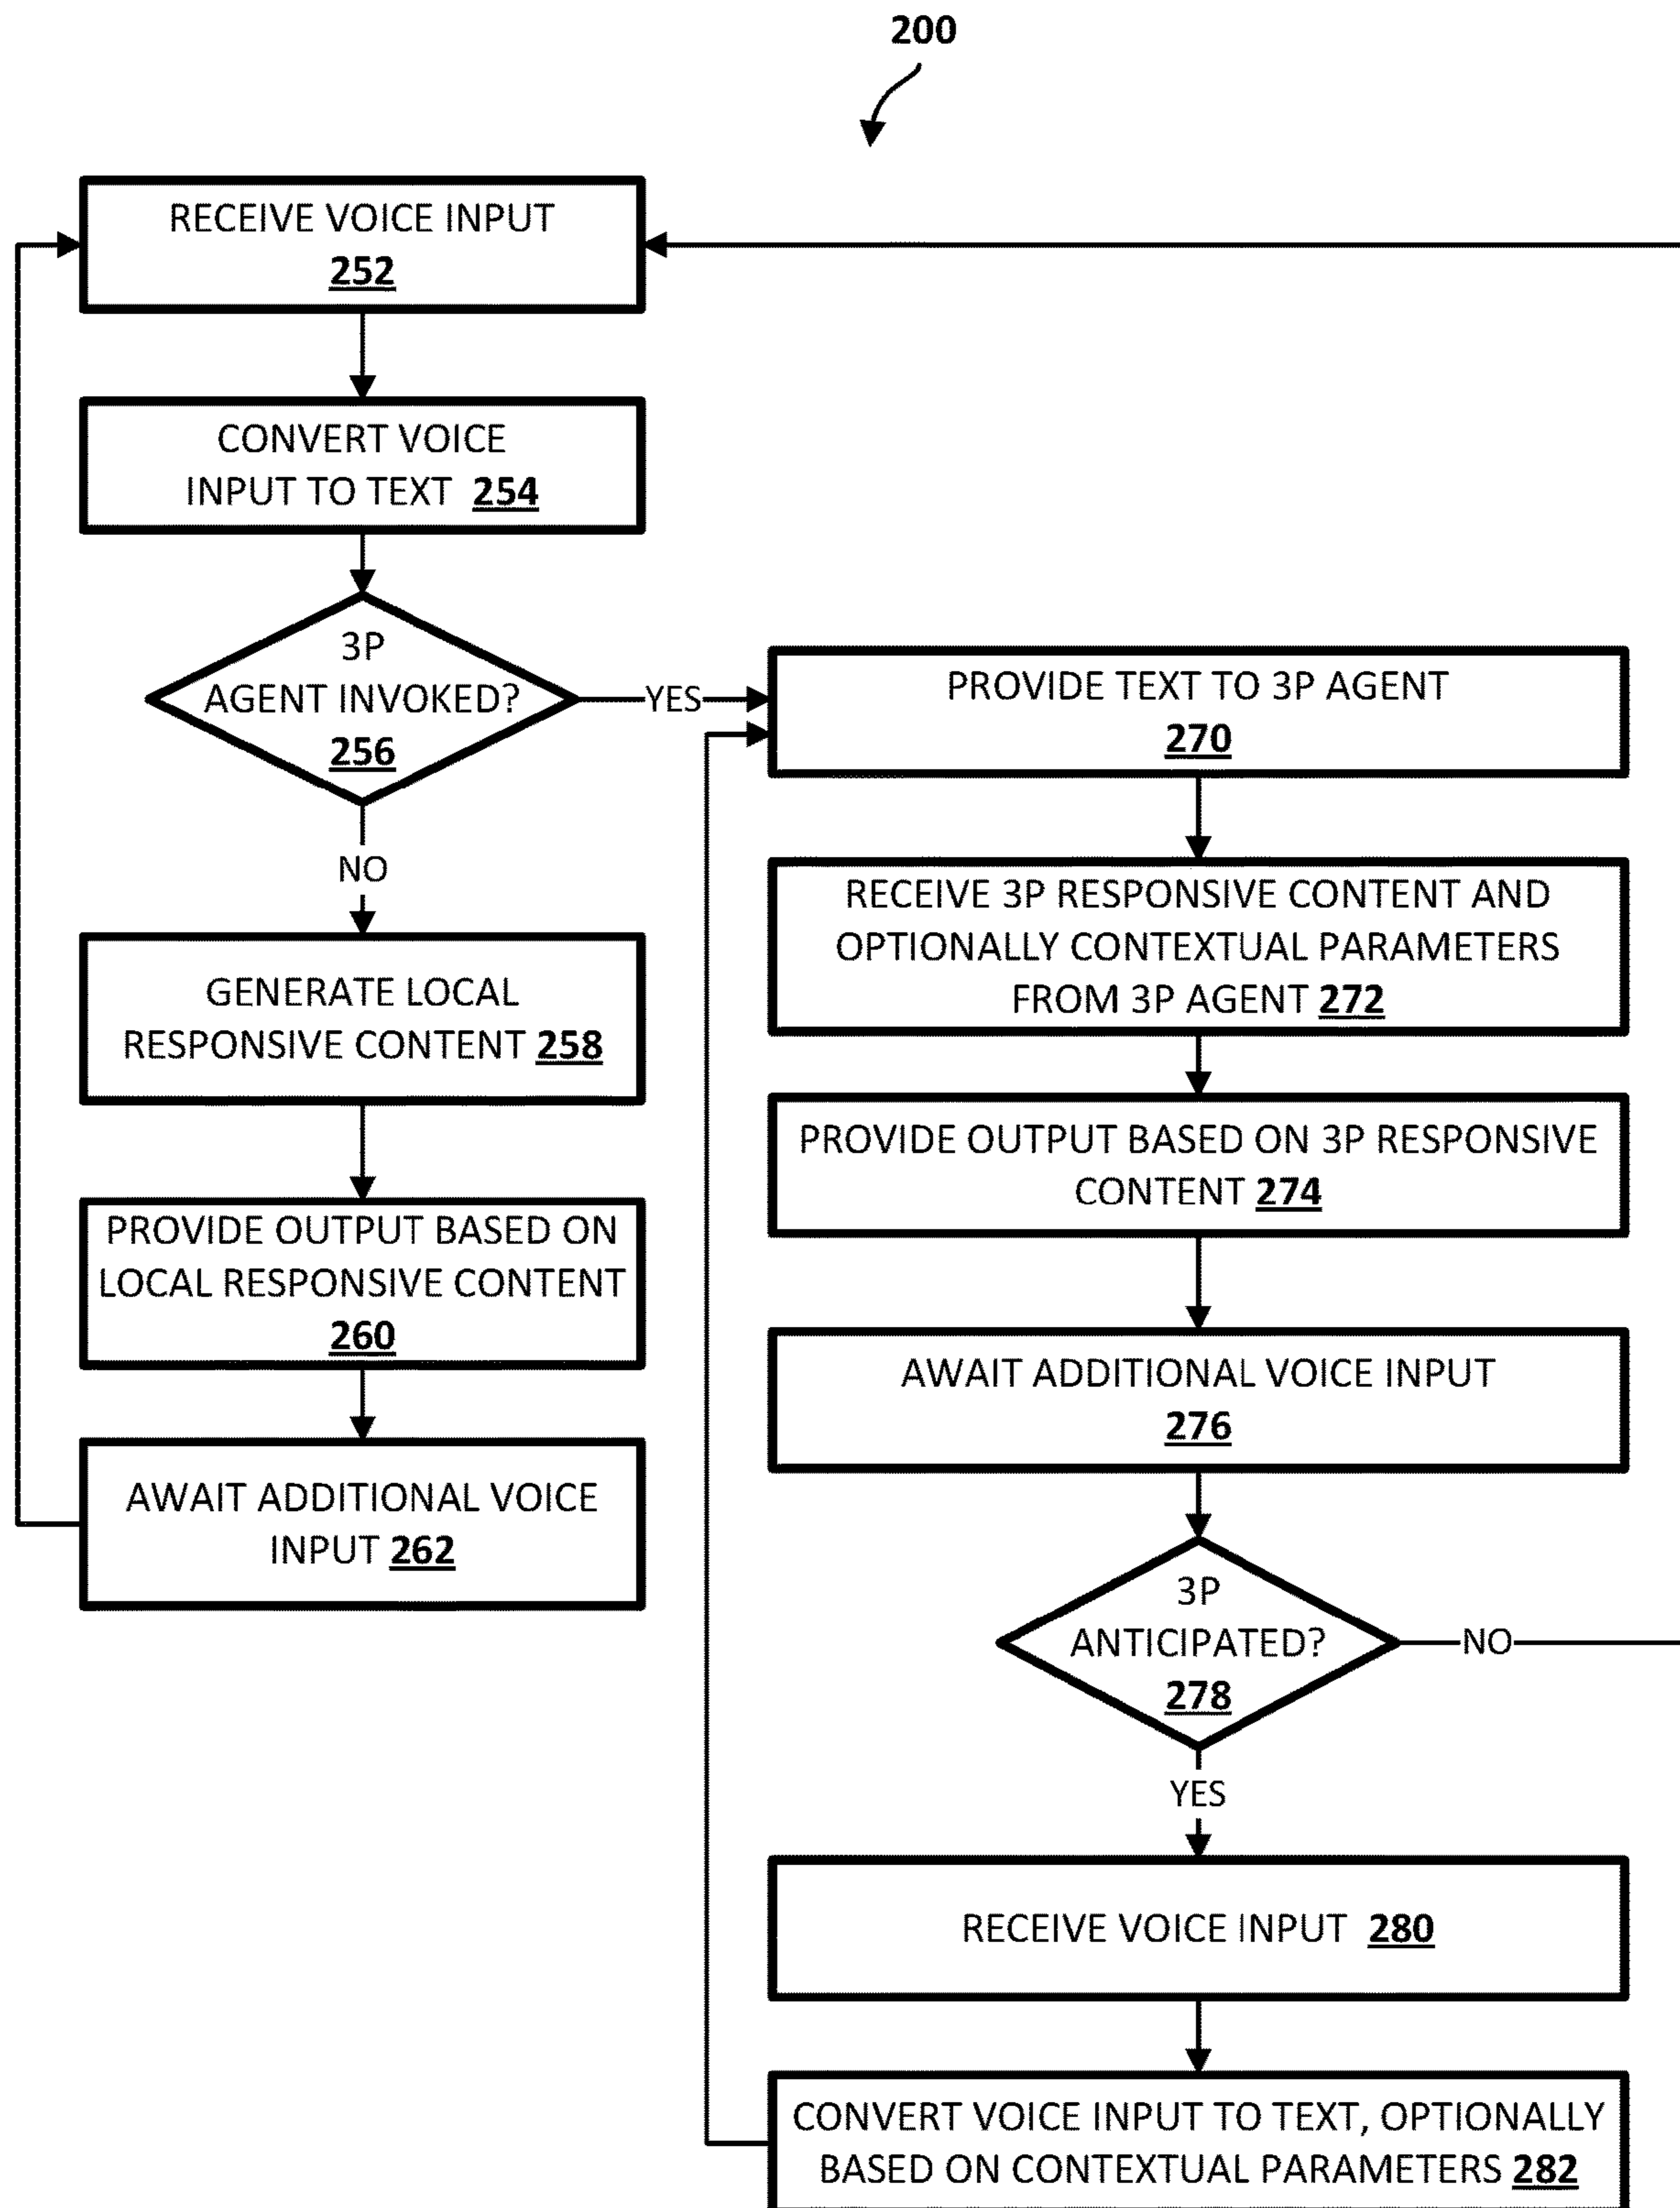 200
RECEIVE VOICE INPUT
252
CONVERT VOICE
INPUT TO TEXT 254
3P
AGENT INVOKED?
256
YES
NO
GENERATE LOCAL
RESPONSIVE CONTENT 258
PROVIDE OUTPUT BASED ON
LOCAL RESPONSIVE CONTENT
260
AWAIT ADDITIONAL VOICE
INPUT 262
PROVIDE TEXT TO 3P AGENT
270
RECEIVE 3P RESPONSIVE CONTENT AND
OPTIONALLY CONTEXTUAL PARAMETERS
FROM 3P AGENT 272
PROVIDE OUTPUT BASED ON 3P RESPONSIVE
CONTENT 274
AWAIT ADDITIONAL VOICE INPUT
276
3P
ANTICIPATED?
278
NO
YES
RECEIVE VOICE INPUT 280
CONVERT VOICE INPUT TO TEXT, OPTIONALLY
BASED ON CONTEXTUAL PARAMETERS 282